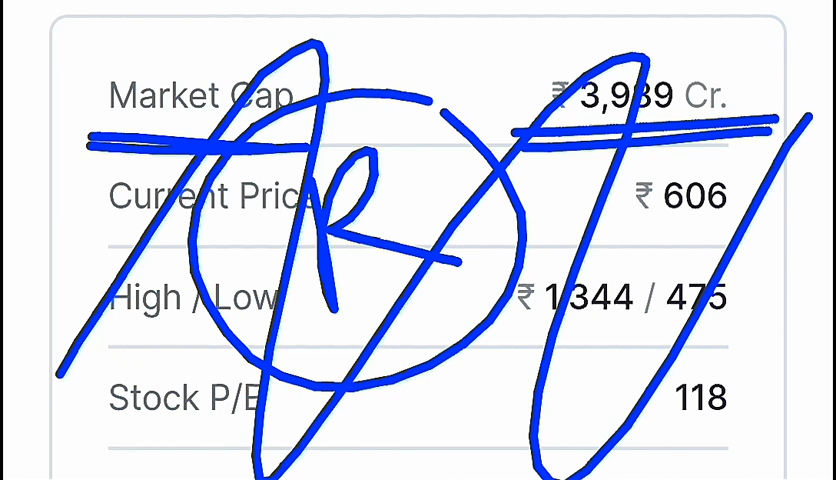 Market Cap ₹ 3,989 Cr.
Current Price ₹ 606
High / Low ₹ 1344 / 475
Stock P/E 118
R